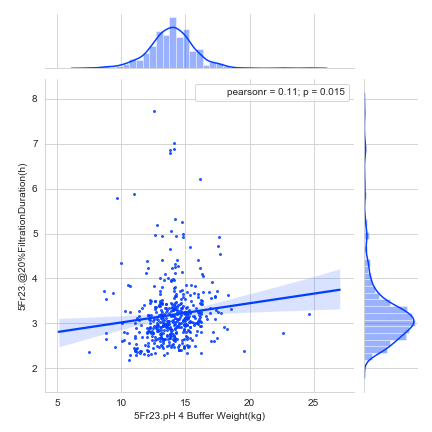 pearsonr = 0.11; p = 0.015
8
7
6
5
4
3
2
5Fr23.@20%FiltrationDuration(h)
5 10 15 20 25
5Fr23.pH 4 Buffer Weight(kg)